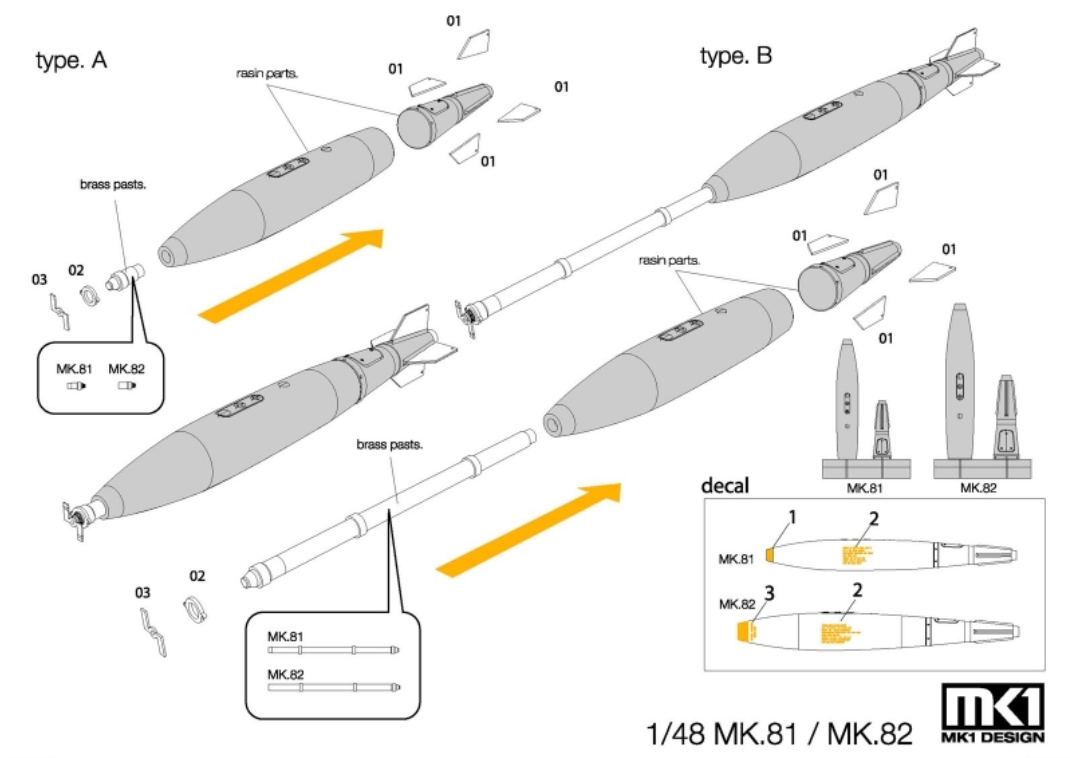 type. A
01
01
rasin parts.
01
01
brass pasts.
03
02
MK.81 MK.82
type. B
01
01
01
rasin parts.
01
brass pasts.
03
02
MK.81
MK.82
MK.81
MK.82
decal
1
2
MK.81
MK.82
3
2
1/48 MK.81 / MK.82
mk1
MK1 DESIGN